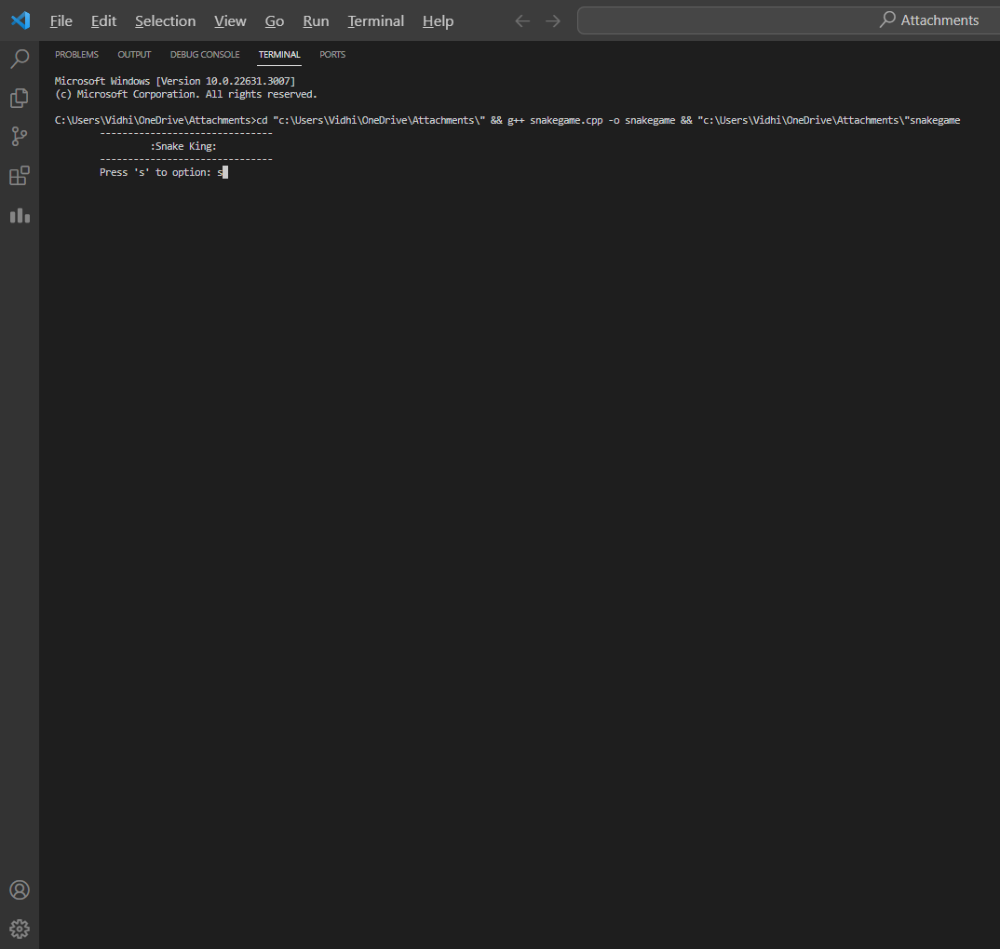 File Edit Selection View Go Run Terminal Help Attachments
PROBLEMS OUTPUT DEBUG CONSOLE TERMINAL PORTS
Microsoft Windows [Version 10.0.22631.3007]
(c) Microsoft Corporation. All rights reserved.
C:\Users\Vidhi\OneDrive\Attachments>cd "c:\Users\Vidhi\OneDrive\Attachments\" && g++ snakegame.cpp -o snakegame && "c:\Users\Vidhi\OneDrive\Attachments\"snakegame
-------------------------------
:Snake King:
-------------------------------
Press 's' to option: s